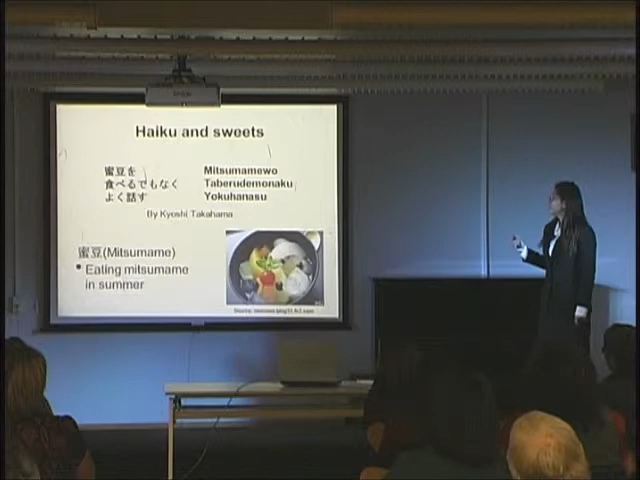 Haiku and sweets
蜜豆を
食べるでもなく
よく話す
Mitsumamewo
Taberudemonaku
Yokuhanasu
By Kyoshi Takahama
蜜豆(Mitsumame)
• Eating mitsumame
in summer